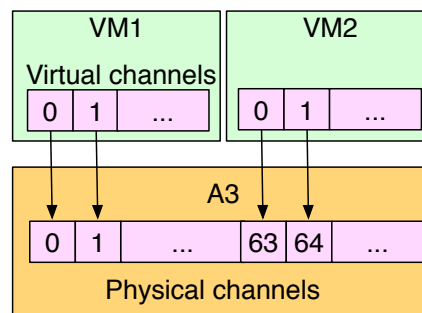 VM1 VM2
Virtual channels
0 1 ... 0 1 ...
A3
0 1 ... 63 64 ...
Physical channels